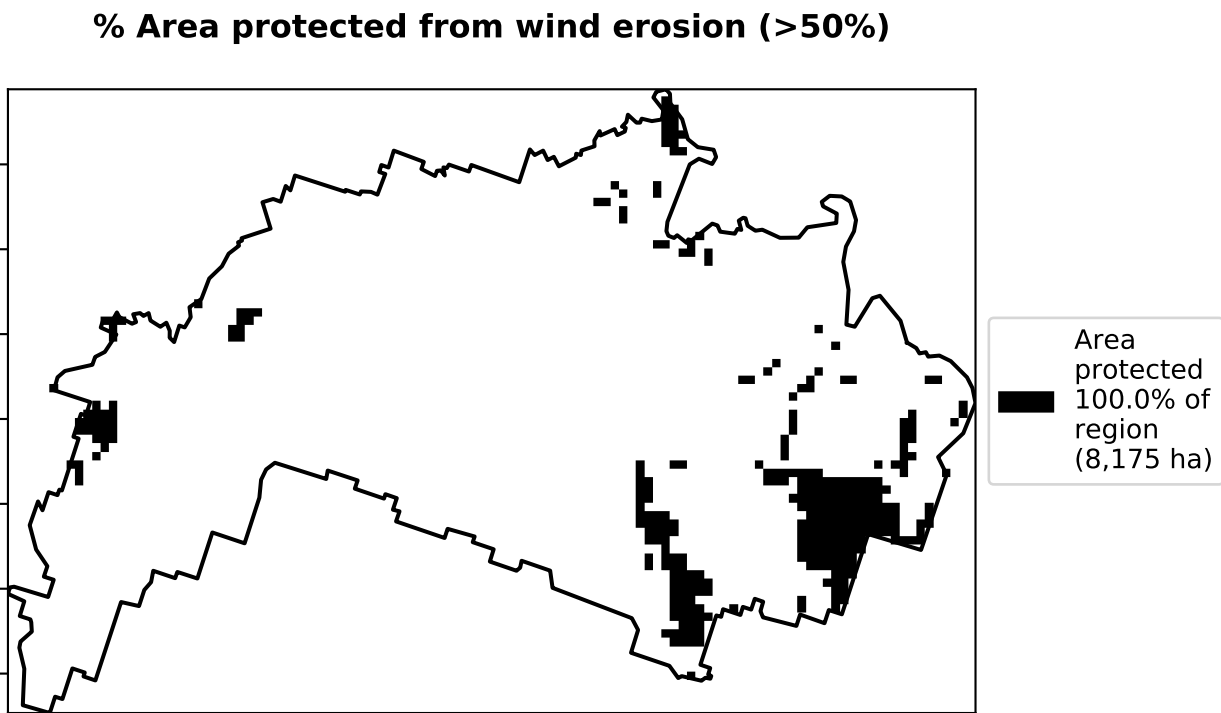 % Area protected from wind erosion (>50%)
Area
protected
100.0% of
region
(8,175 ha)